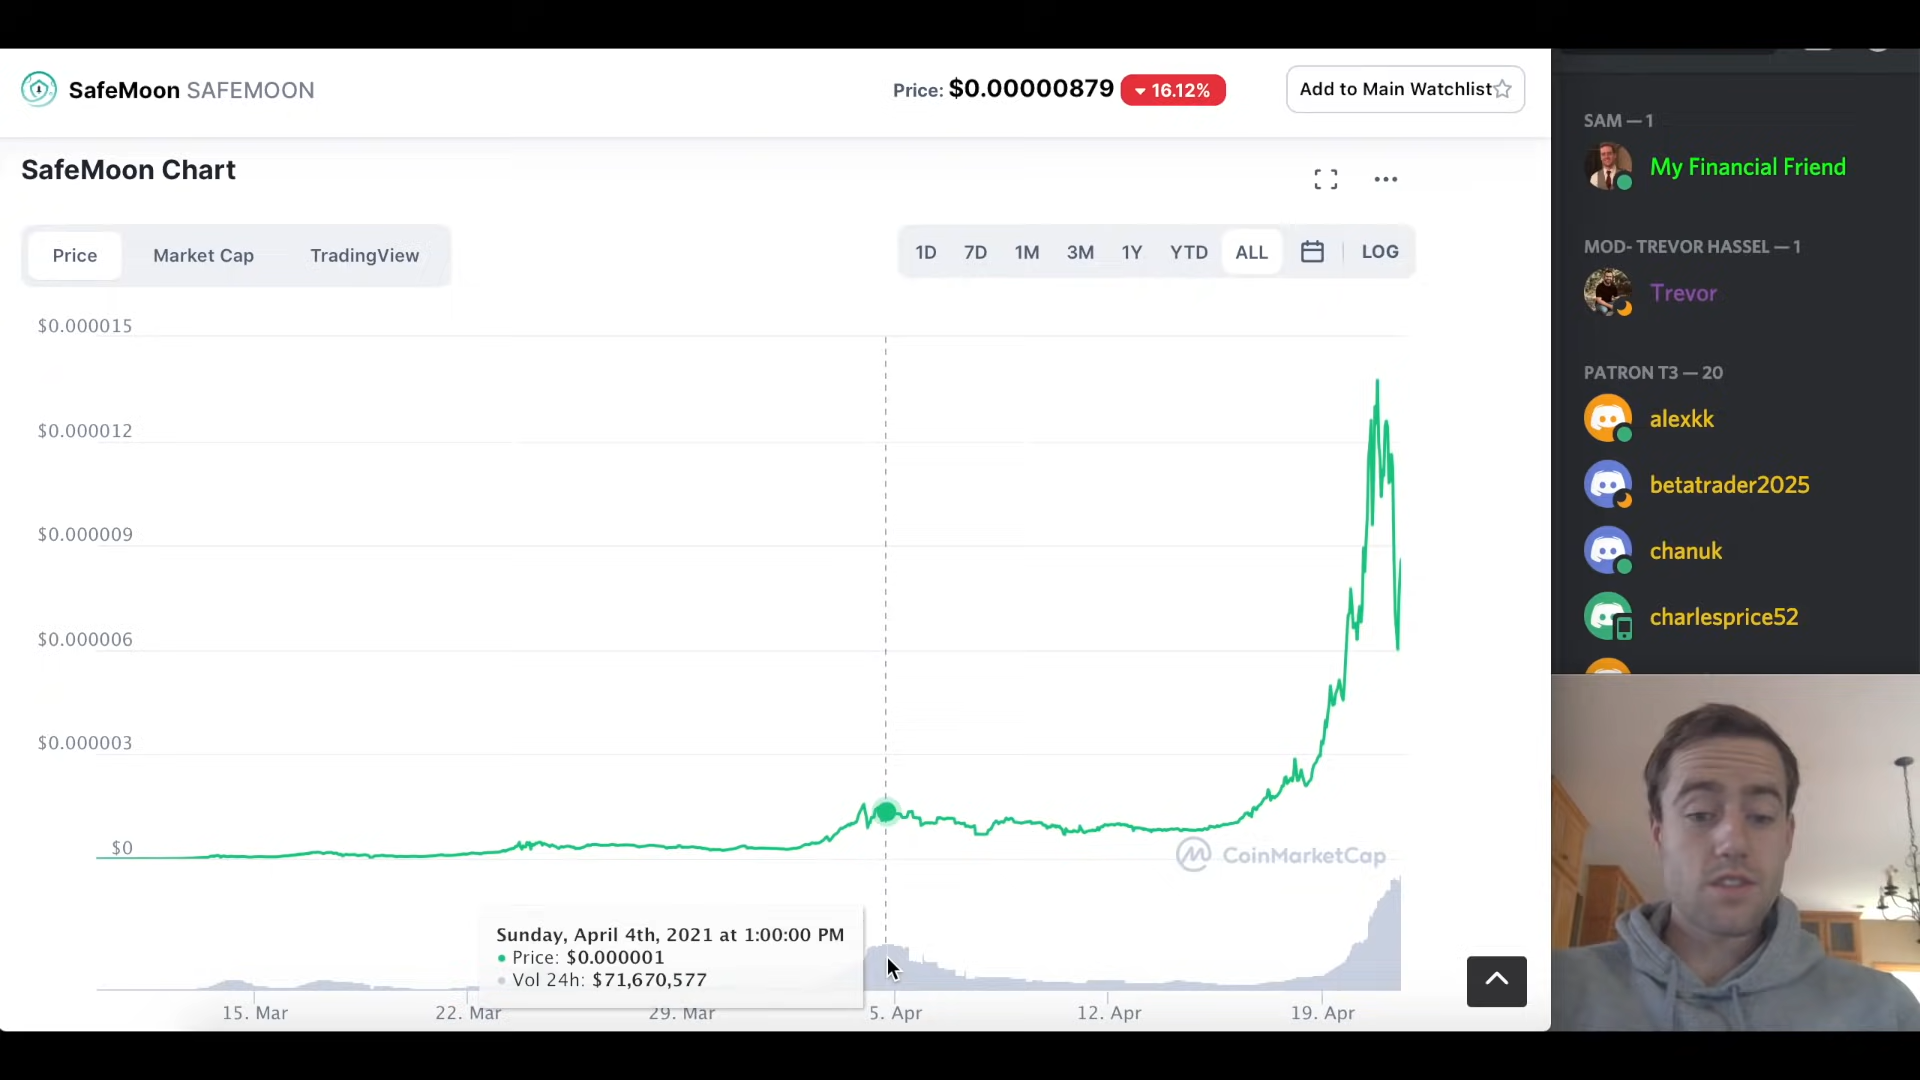 SafeMoon SAFEMOON
Price: $0.00000879 16.12%
Add to Main Watchlist
SafeMoon Chart
Price Market Cap TradingView
1D 7D 1M 3M 1Y YTD ALL LOG
$0.000015
$0.000012
$0.000009
$0.000006
$0.000003
$0
CoinMarketCap
Sunday, April 4th, 2021 at 1:00:00 PM
Price: $0.000001
Vol 24h: $71,670,577
15. Mar 22. Mar 29. Mar 5. Apr 12. Apr 19. Apr
SAM — 1
My Financial Friend
MOD- TREVOR HASSEL — 1
Trevor
PATRON T3 — 20
alexkk
betatrader2025
chanuk
charlesprice52